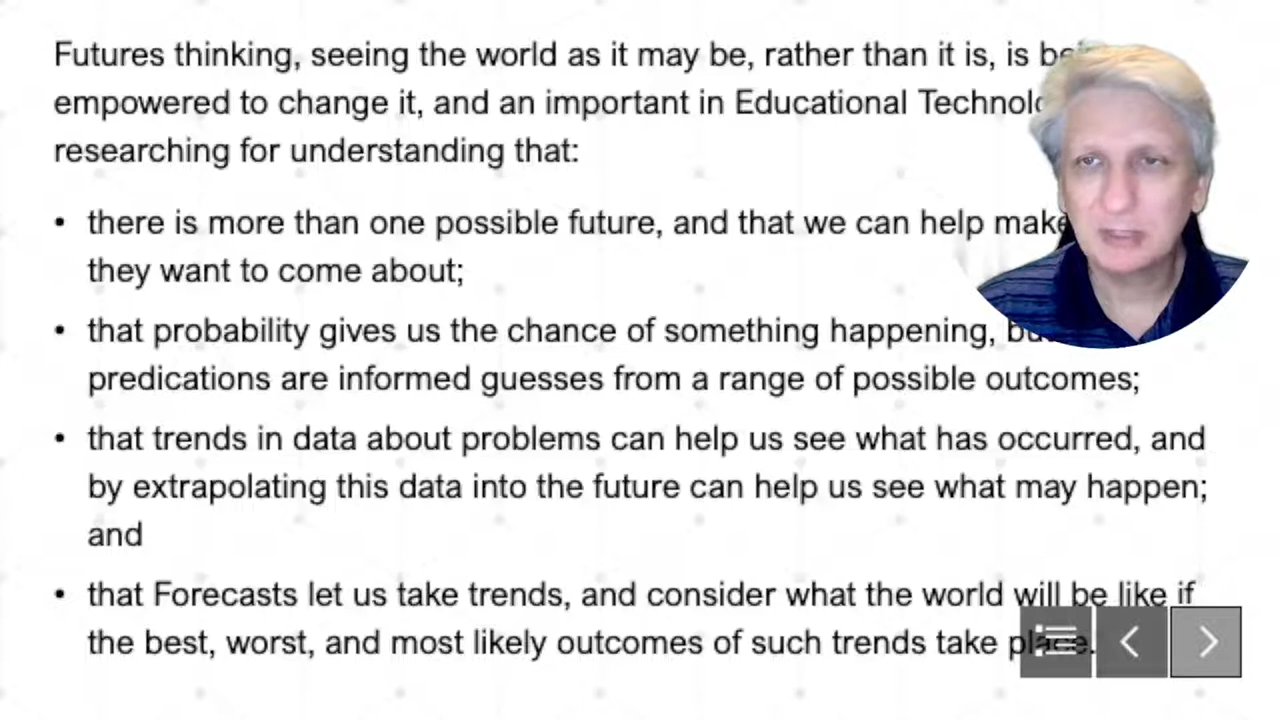 Futures thinking, seeing the world as it may be, rather than it is, is
empowered to change it, and an important in Educational
researching for understanding that:
• there is more than one possible future, and that we can help make
they want to come about;
• that probability gives us the chance of something happening,
predications are informed guesses from a range of possible outcomes;
• that trends in data about problems can help us see what has occurred, and
by extrapolating this data into the future can help us see what may happen;
and
• that Forecasts let us take trends, and consider what the world will be like if
the best, worst, and most likely outcomes of such trends take place.